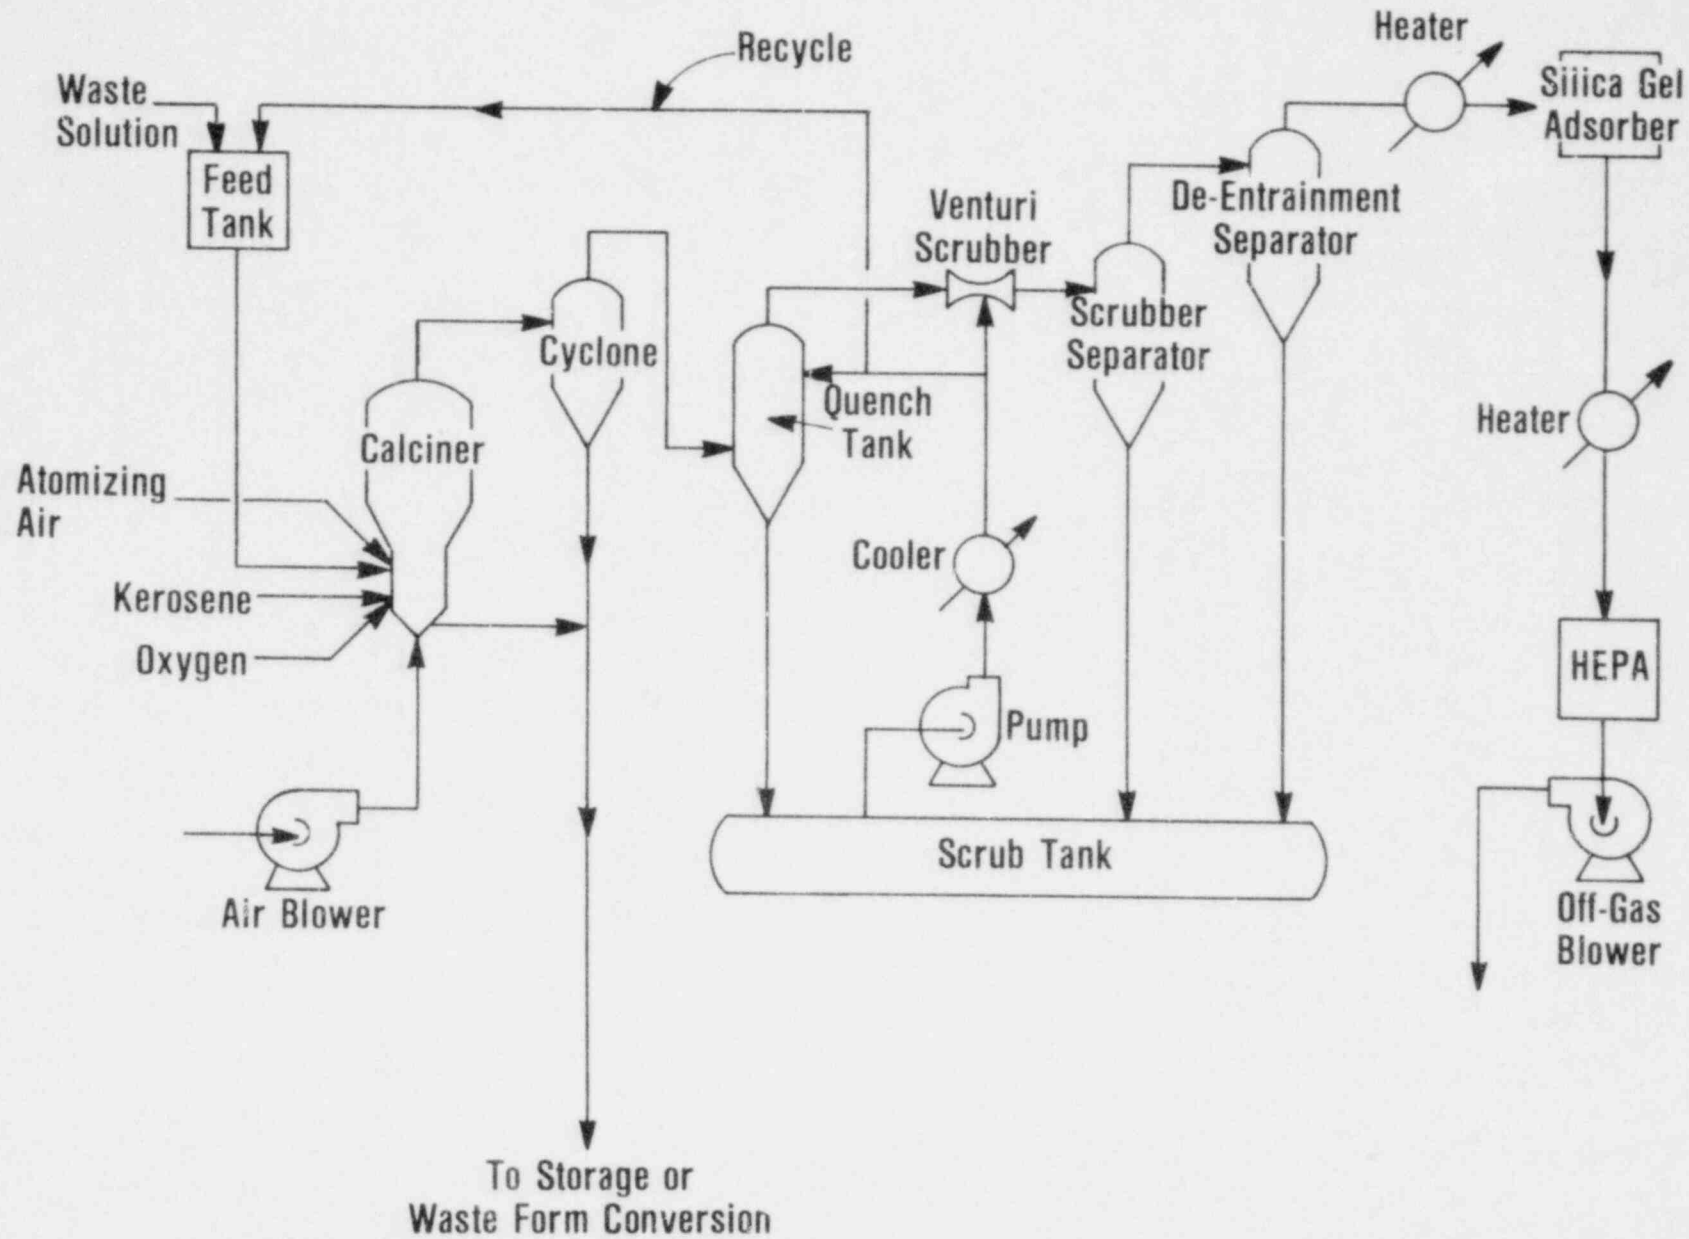 Heater
Recycle
Waste
Solution
Siiica Gel
Adsorber
Feed
Tank
Venturi
Scrubber
De-Entrainment
Separator
Cyclone
Scrubber
Separator
Quench
Tank
Calciner
Heater
Atomizing
Air
Cooler
Kerosene
Oxygen
HEPA
Pump
Scrub Tank
Air Blower
Off-Gas
Blower
To Storage or
Waste Form Conversion